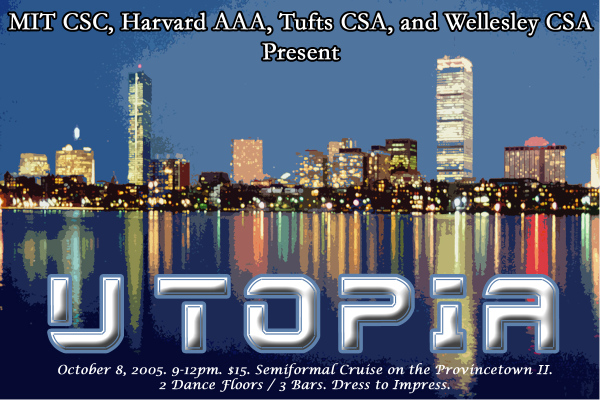 MIT CSC, Harvard AAA, Tufts CSA, and Wellesley CSA
Present
UTOPiA
October 8, 2005. 9-12pm. $15. Semiformal Cruise on the Provincetown II.
2 Dance Floors / 3 Bars. Dress to Impress.